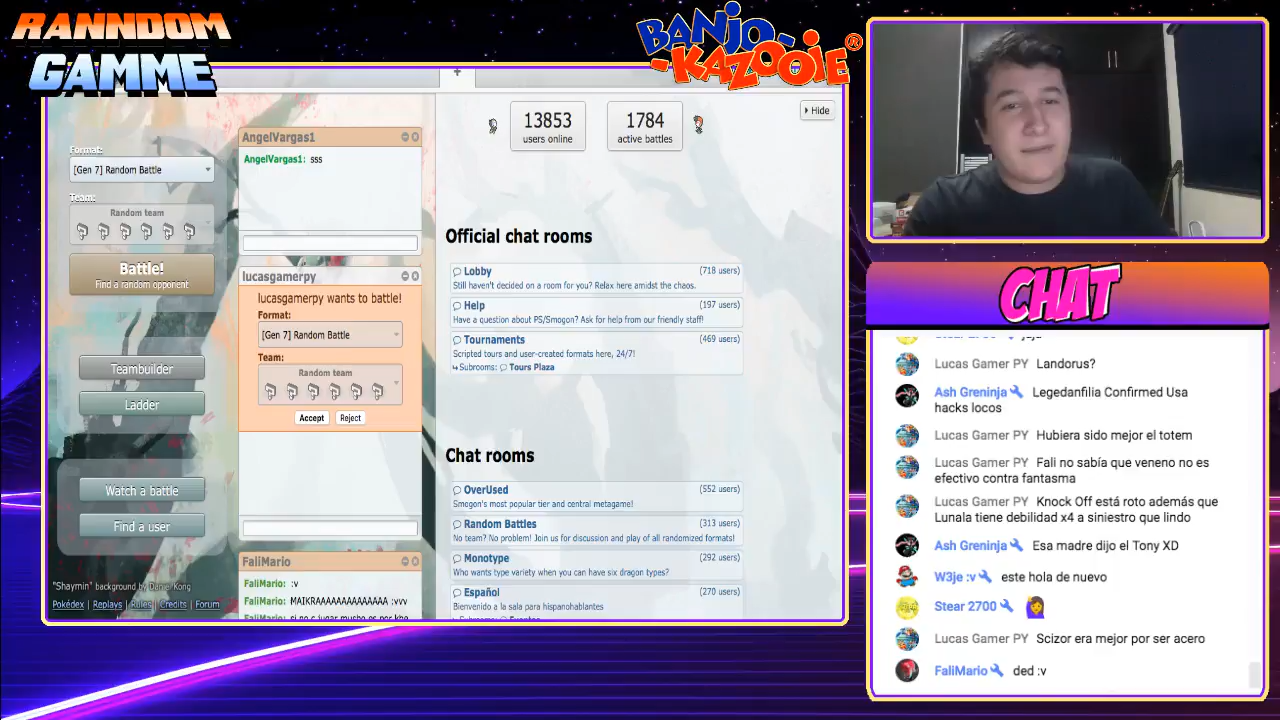 RANNDOM
GAMME
BANJO-
-KAZOOIE®
+
13853
users online
1784
active battles
Hide
Format:
[Gen 7] Random Battle
Team:
Random team
Battle!
Find a random opponent
Teambuilder
Ladder
Watch a battle
Find a user
"Shaymin" background by Daniel Kong
Pokédex | Replays | Rules | Credits | Forum
AngelVargas1
AngelVargas1: sss
lucasgamerpy
lucasgamerpy wants to battle!
Format:
[Gen 7] Random Battle
Team:
Random team
Accept
Reject
FaliMario
FaliMario: :v
FaliMario: MAIKRAAAAAAAAAAAAA :vvv
FaliMario:
Official chat rooms
Lobby (718 users)
Still haven't decided on a room for you? Relax here amidst the chaos.
Help (197 users)
Have a question about PS/Smogon? Ask for help from our friendly staff!
Tournaments (469 users)
Scripted tours and user-created formats here, 24/7!
Subrooms: Tours Plaza
Chat rooms
OverUsed (552 users)
Smogon's most popular tier and central metagame!
Random Battles (313 users)
No team? No problem! Join us for discussion and play of all randomized formats!
Monotype (292 users)
Who wants type variety when you can have six dragon types?
Español (270 users)
Bienvenido a la sala para hispanohablantes
CHAT
Lucas Gamer PY Landorus?
Ash Greninja Legedanfilia Confirmed Usa
hacks locos
Lucas Gamer PY Hubiera sido mejor el totem
Lucas Gamer PY Fali no sabía que veneno no es
efectivo contra fantasma
Lucas Gamer PY Knock Off está roto además que
Lunala tiene debilidad x4 a siniestro que lindo
Ash Greninja Esa madre dijo el Tony XD
W3je :v este hola de nuevo
Stear 2700
Lucas Gamer PY Scizor era mejor por ser acero
FaliMario ded :v